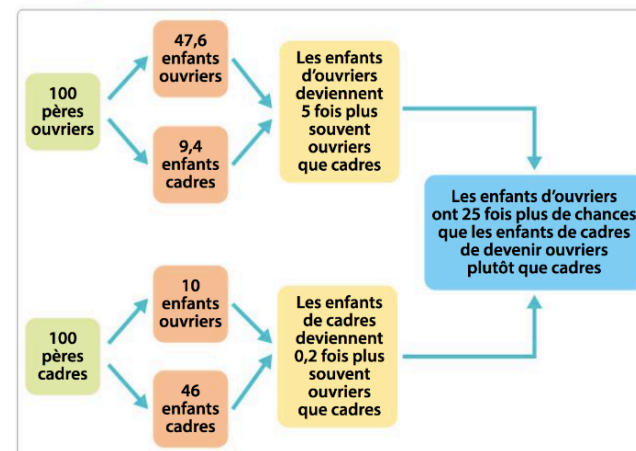 100
pères
ouvriers
47,6
enfants
ouvriers
9,4
enfants
cadres
Les enfants
d'ouvriers
deviennent
5 fois plus
souvent
ouvriers
que cadres
100
pères
cadres
10
enfants
ouvriers
46
enfants
cadres
Les enfants
de cadres
deviennent
0,2 fois plus
souvent
ouvriers
que cadres
Les enfants d'ouvriers
ont 25 fois plus de chances
que les enfants de cadres
de devenir ouvriers
plutôt que cadres